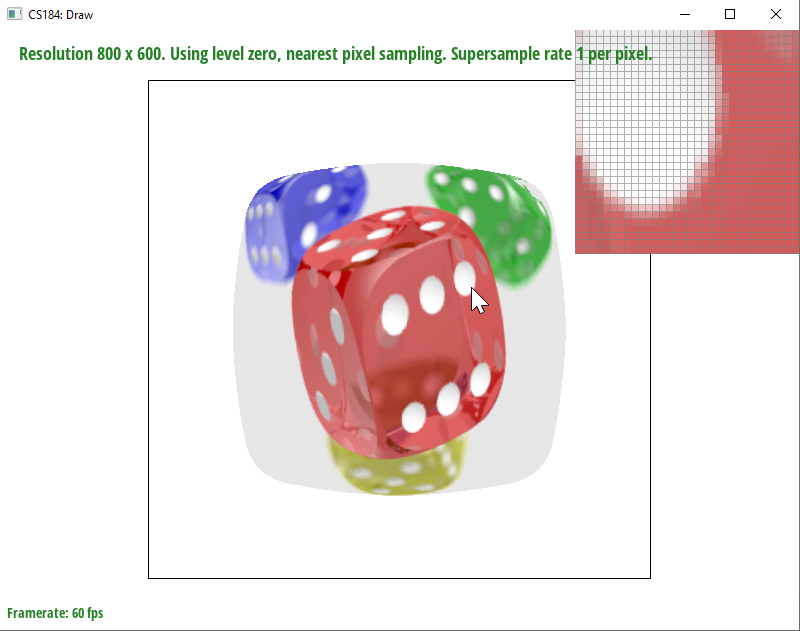 CS184: Draw
Resolution 800 x 600. Using level zero, nearest pixel sampling. Supersample rate 1 per pixel.
Framerate: 60 fps